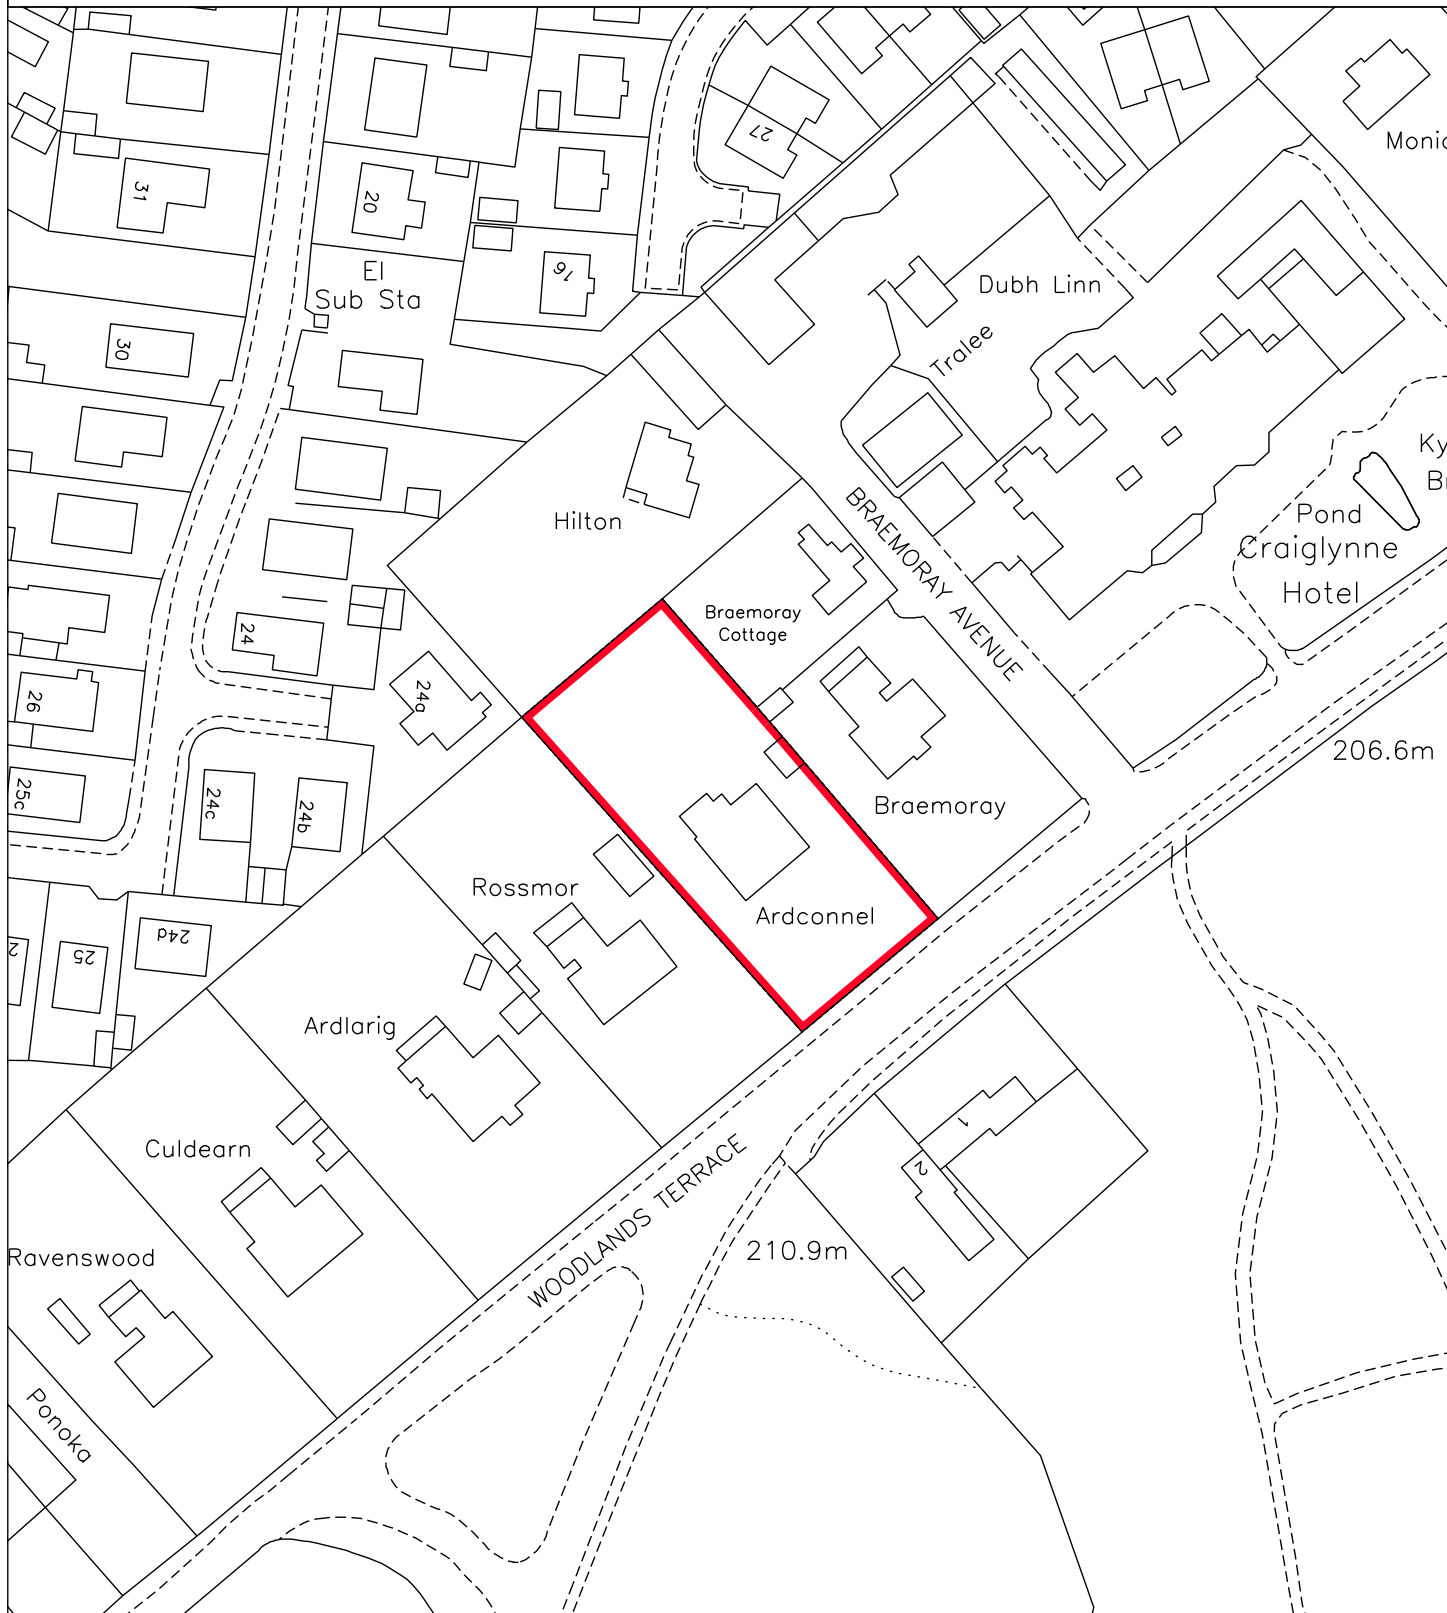 27
Monic
31
20
El
Sub Sta
16
Dubh Linn
30
Tralee
Ky
Br
Hilton
BRAEMORAY AVENUE
Pond
Craiglynne
Hotel
Braemoray
Cottage
24
24a
26
206.6m
25c
24c
24b
Braemoray
Rossmor
Ardconnel
24d
2
25
Ardlarig
1
Culdearn
2
WOODLANDS TERRACE
210.9m
Ravenswood
Ponoka